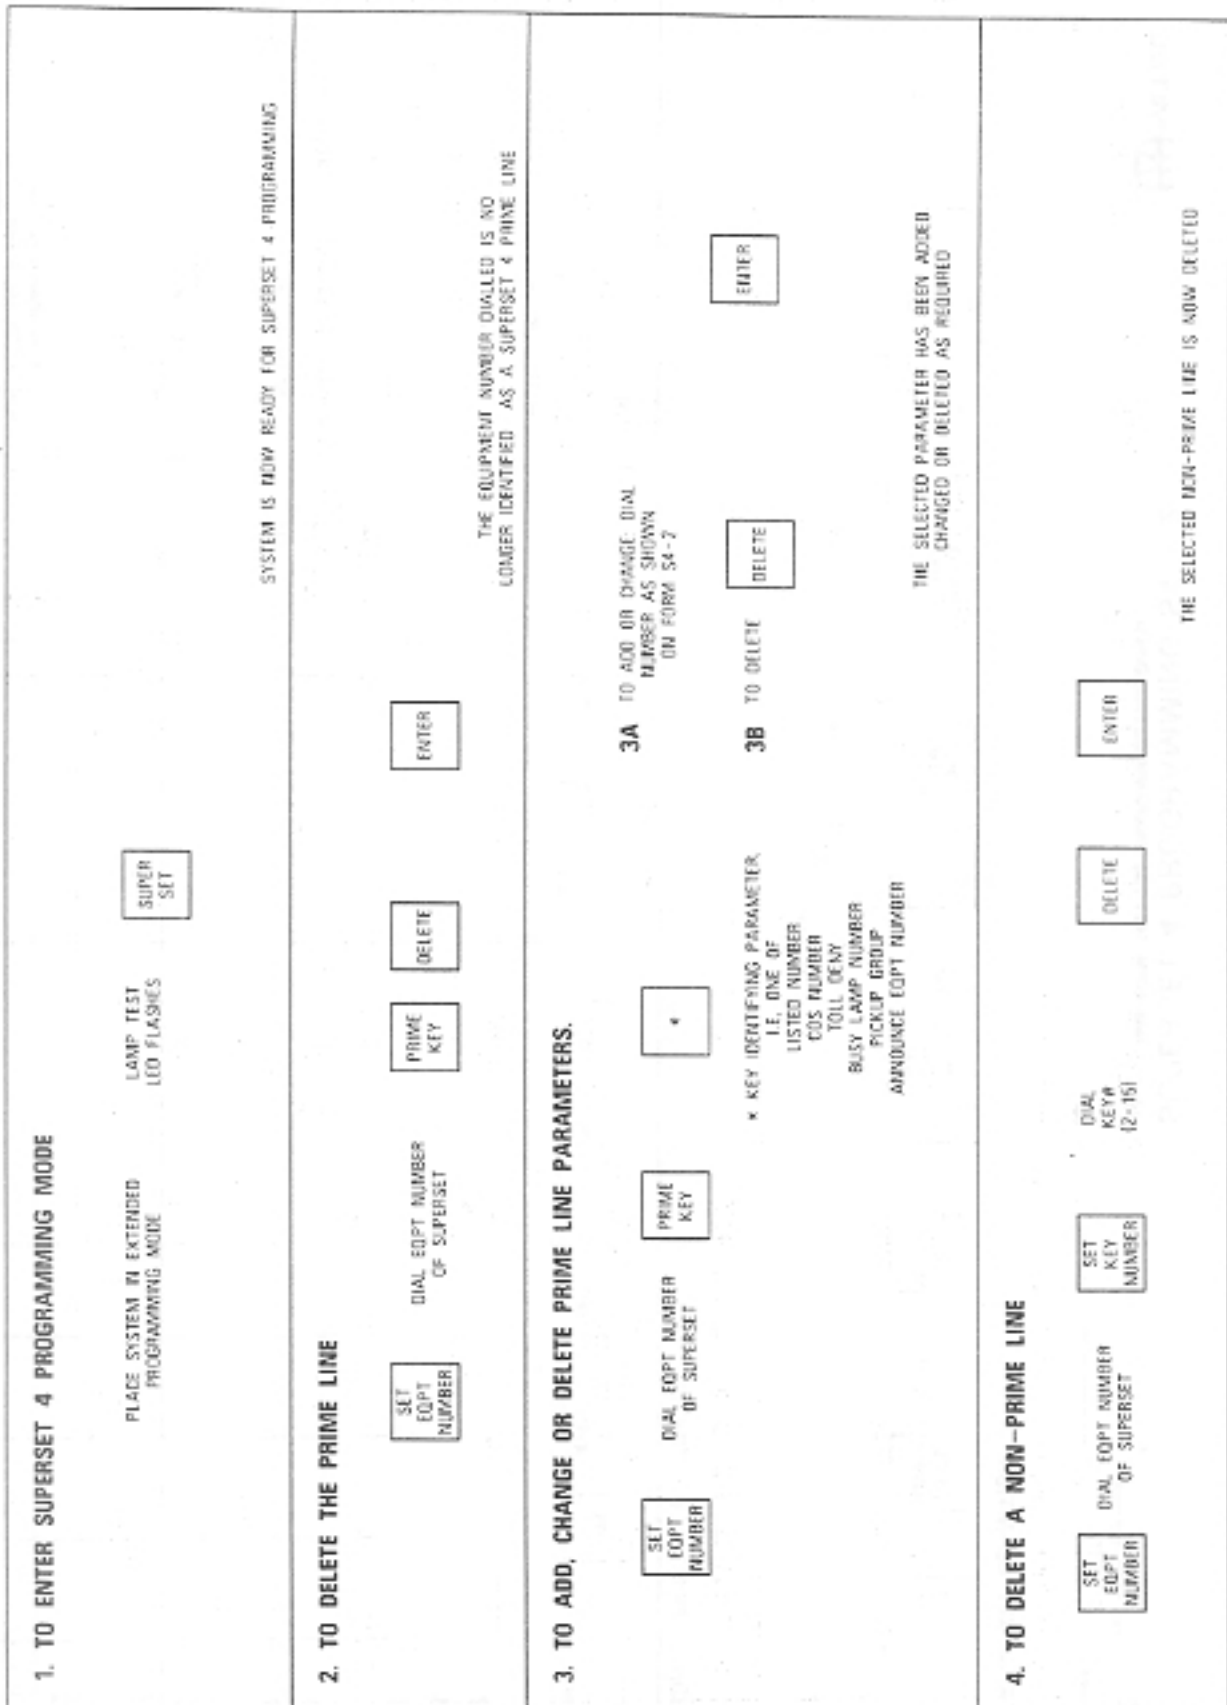 1. TO ENTER SUPERSET 4 PROGRAMMING MODE
PLACE SYSTEM IN EXTENDED
PROGRAMMING MODE
LAMP TEST
LED FLASHES
SUPER
SET
SYSTEM IS NOW READY FOR SUPERSET 4 PROGRAMMING
2. TO DELETE THE PRIME LINE
SET
EQPT
NUMBER
DIAL EQPT NUMBER
OF SUPERSET
PRIME
KEY
DELETE
ENTER
THE EQUIPMENT NUMBER DIALLED IS NO
LONGER IDENTIFIED AS A SUPERSET 4 PRIME LINE
3. TO ADD, CHANGE OR DELETE PRIME LINE PARAMETERS.
SET
EQPT
NUMBER
DIAL EQPT NUMBER
OF SUPERSET
PRIME
KEY
*
* KEY IDENTIFYING PARAMETER,
I.E. ONE OF
LISTED NUMBER
COS NUMBER
TOLL DENY
BUSY LAMP NUMBER
PICKUP GROUP
ANNOUNCE EQPT NUMBER
3A TO ADD OR CHANGE DIAL
NUMBER AS SHOWN
ON FORM S4-2
3B TO DELETE
DELETE
ENTER
THE SELECTED PARAMETER HAS BEEN ADDED
CHANGED OR DELETED AS REQUIRED
4. TO DELETE A NON-PRIME LINE
SET
EQPT
NUMBER
DIAL EQPT NUMBER
OF SUPERSET
SET
KEY
NUMBER
DIAL
KEY#
(2-15)
DELETE
ENTER
THE SELECTED NON-PRIME LINE IS NOW DELETED